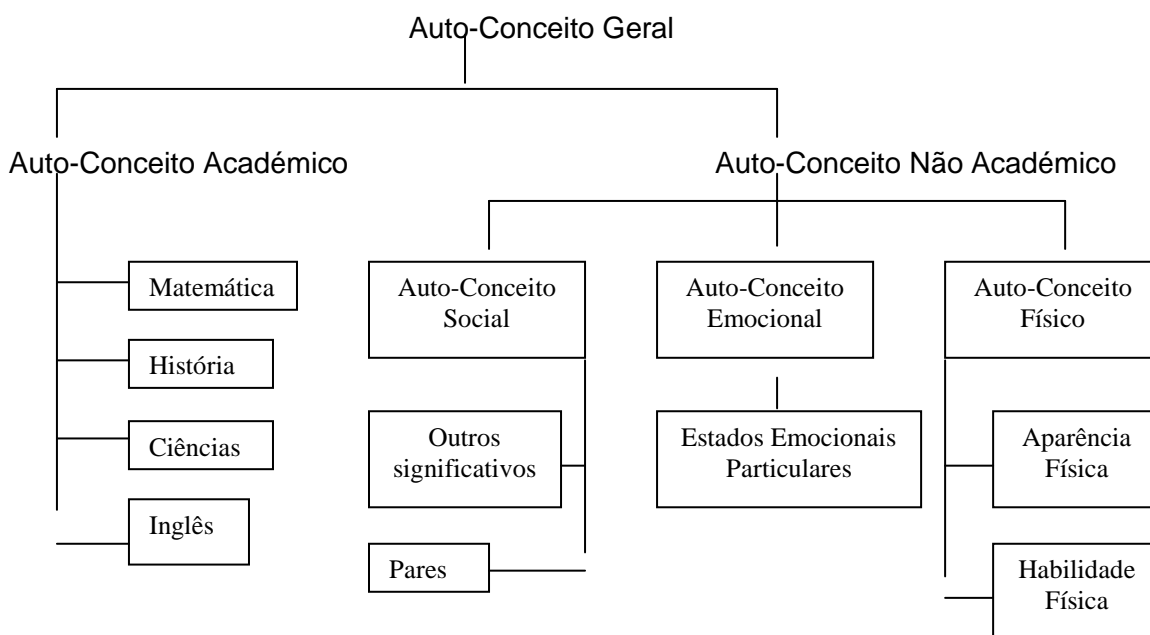 Auto-Conceito Geral
Auto-Conceito Académico
Auto-Conceito Não Académico
Matemática
História
Ciências
Inglês
Auto-Conceito
Social
Outros
significativos
Pares
Auto-Conceito
Emocional
Estados Emocionais
Particulares
Auto-Conceito
Físico
Aparência
Física
Habilidade
Física